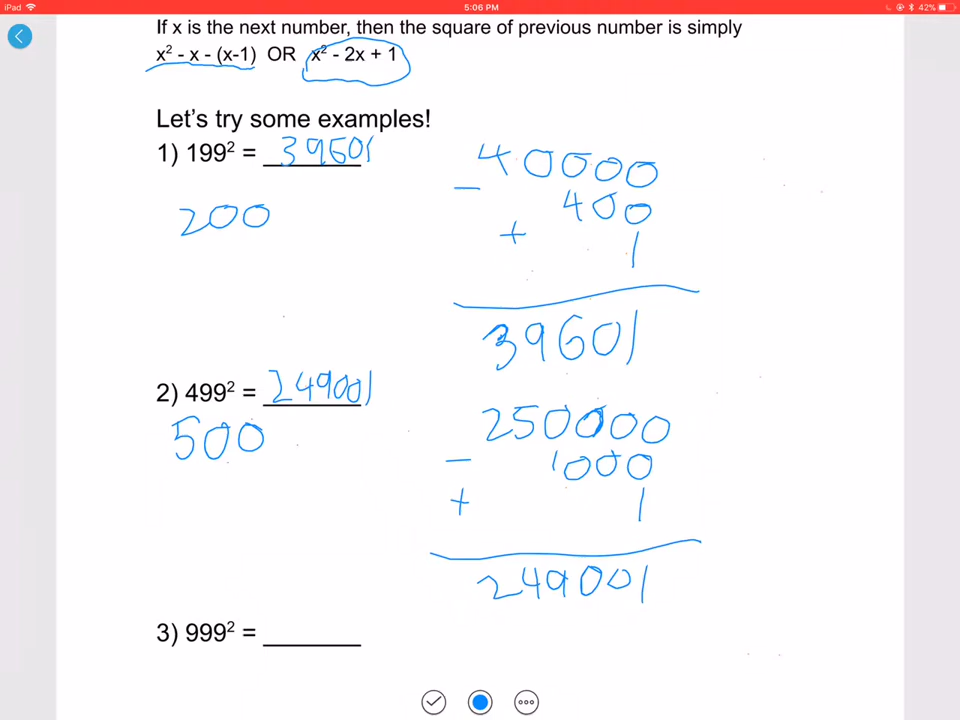 iPad 5:06 PM 42%
If x is the next number, then the square of previous number is simply
x² - x - (x-1) OR x² - 2x + 1
Let's try some examples!
1) 199² = 39601
40000
200
- 400
+ 1
39601
2) 499² = 249001
500
250000
- 1000
+ 1
249001
3) 999² = ________